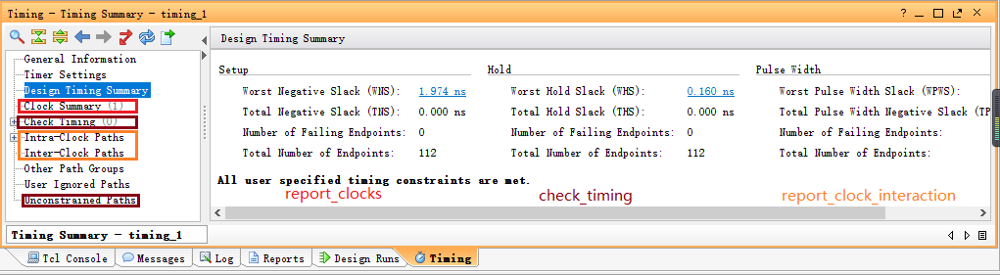 Timing - Timing Summary - timing_1
General Information
Timer Settings
Design Timing Summary
Clock Summary (1)
Check Timing (0)
Intra-Clock Paths
Inter-Clock Paths
Other Path Groups
User Ignored Paths
Unconstrained Paths
Timing Summary - timing_1
Design Timing Summary
Setup Hold Pulse Width
Worst Negative Slack (WNS): 1.974 ns Worst Hold Slack (WHS): 0.160 ns Worst Pulse Width Slack (WPWS):
Total Negative Slack (TNS): 0.000 ns Total Hold Slack (THS): 0.000 ns Total Pulse Width Negative Slack (TP
Number of Failing Endpoints: 0 Number of Failing Endpoints: 0 Number of Failing Endpoints:
Total Number of Endpoints: 112 Total Number of Endpoints: 112 Total Number of Endpoints:
All user specified timing constraints are met.
report_clocks check_timing report_clock_interaction
Tcl Console Messages Log Reports Design Runs Timing